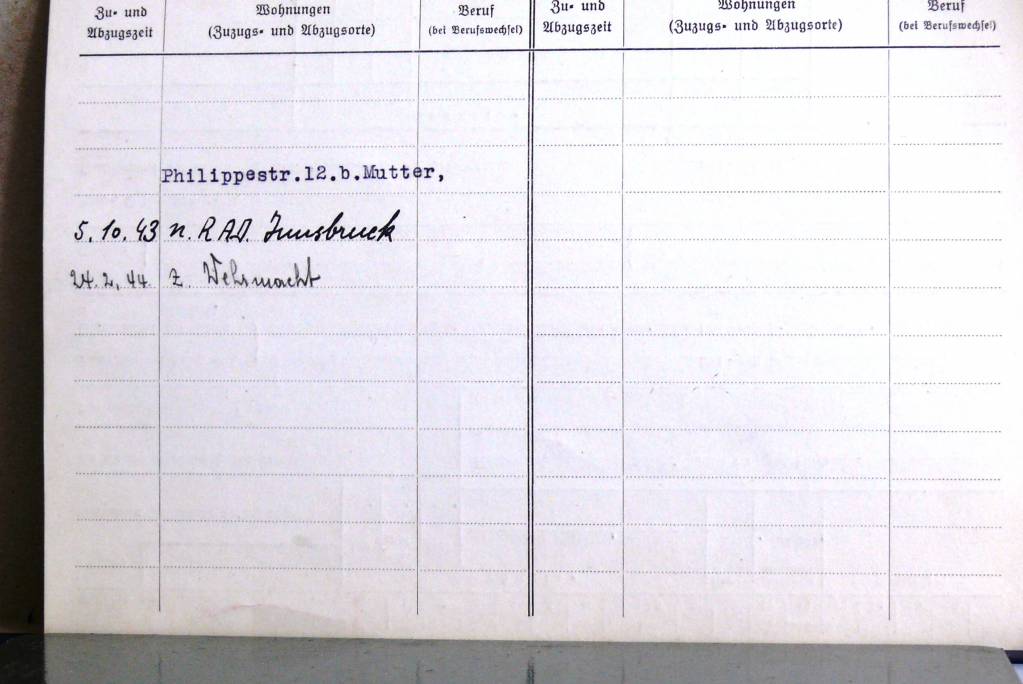 Zu- und Abzugszeit
Wohnungen
(Zuzugs- und Abzugsorte)
Beruf
(bei Berufswechsel)
Zu- und Abzugszeit
Wohnungen
(Zuzugs- und Abzugsorte)
Beruf
(bei Berufswechsel)
Philippestr.12.b.Mutter,
5. 10. 43 n. R A D. Innsbruck
24. 2. 44. z. Wehrmacht